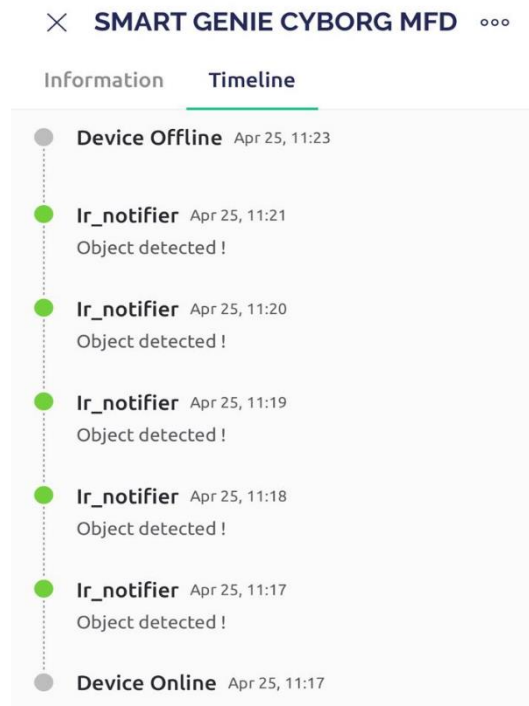 SMART GENIE CYBORG MFD
Information Timeline
Device Offline Apr 25, 11:23
Ir_notifier Apr 25, 11:21
Object detected !
Ir_notifier Apr 25, 11:20
Object detected !
Ir_notifier Apr 25, 11:19
Object detected !
Ir_notifier Apr 25, 11:18
Object detected !
Ir_notifier Apr 25, 11:17
Object detected !
Device Online Apr 25, 11:17